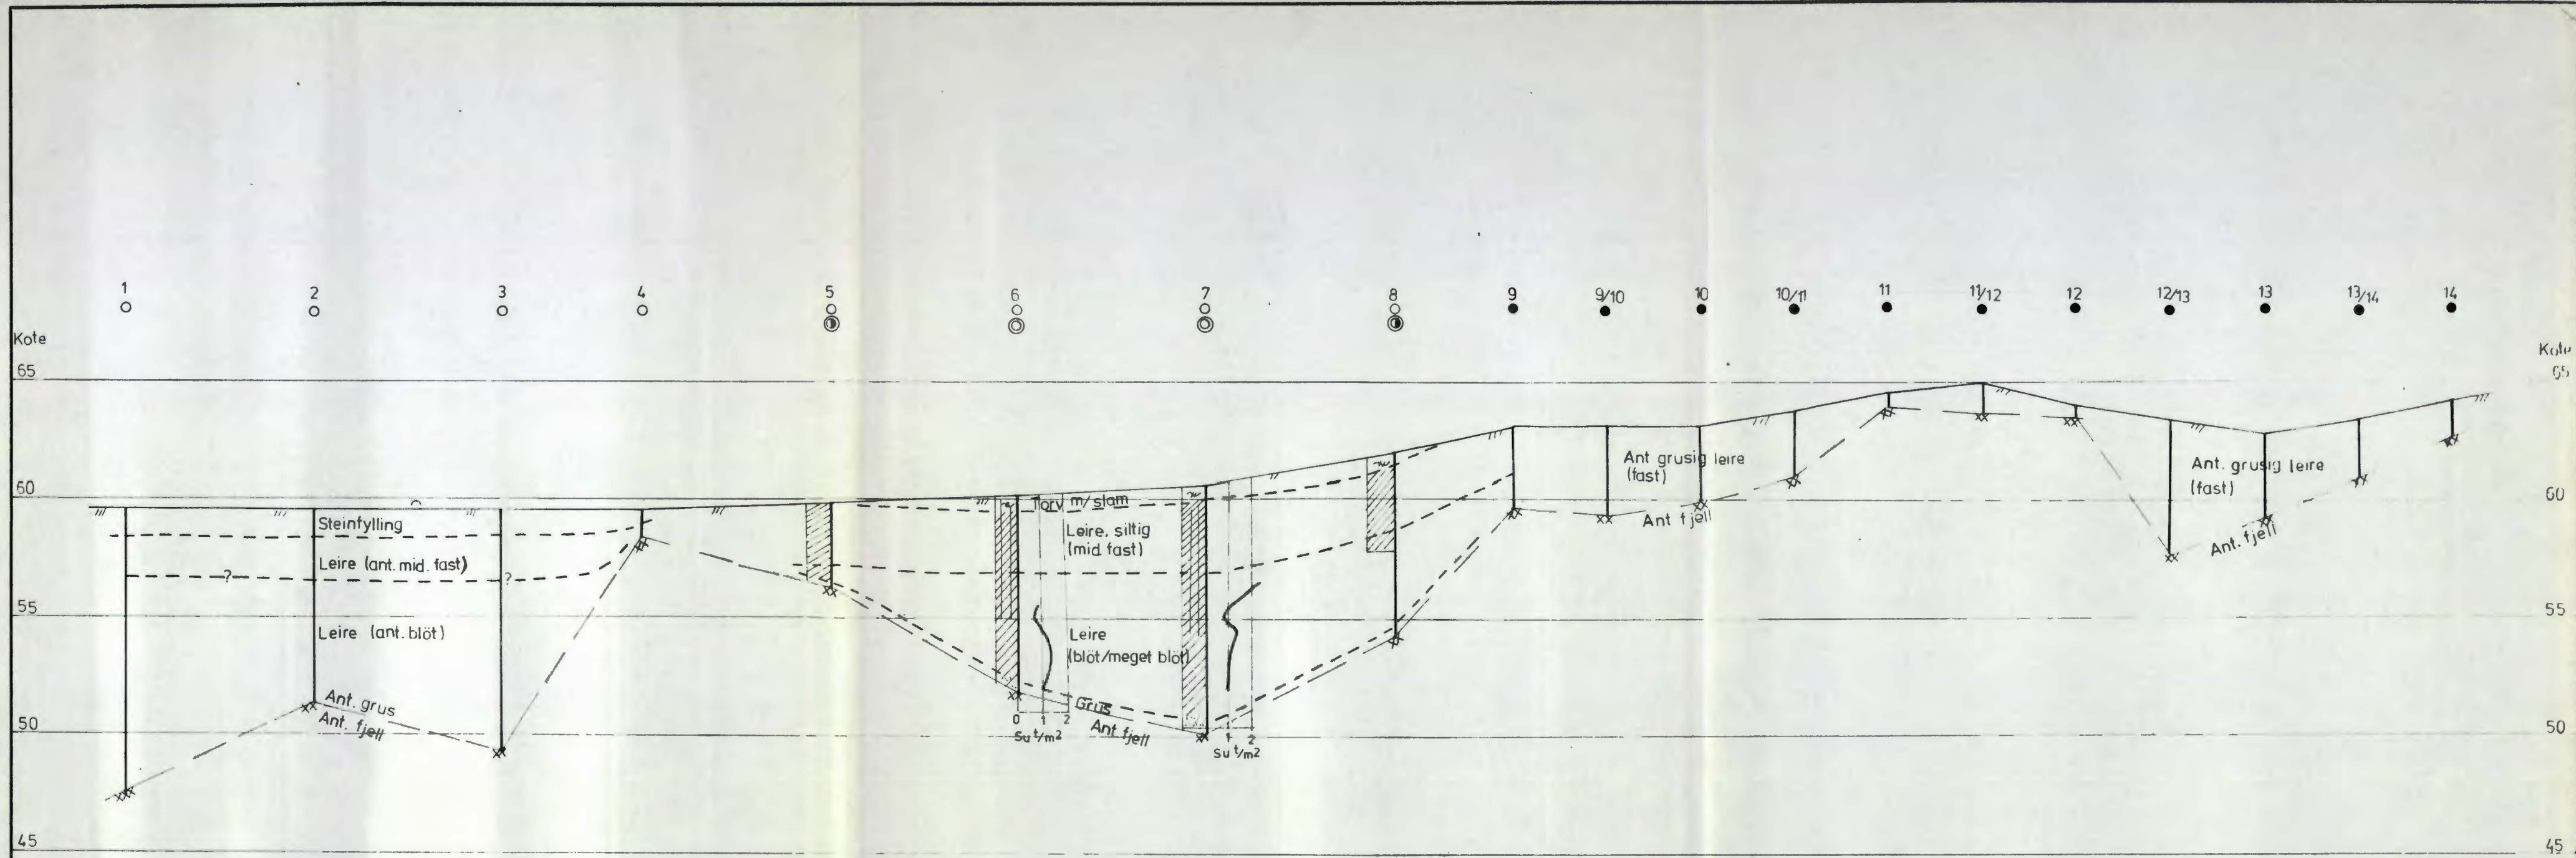 1 2 3 4 5 6 7 8 9 9/10 10 10/11 11 11/12 12 12/13 13 13/14 14
Kote
Kote
65
65
60
60
55
55
50
50
45
45
Steinfylling
Leire (ant. mid. fast)
?
?
Leire (ant. blöt)
Ant. grus
Ant. fjell
Torv m/slam
Leire, siltig
(mid. fast)
Leire
(blöt/meget blöt)
Grus
Ant. fjell
0 1 2
Su t/m2
1 2
Su t/m2
Ant grusig leire
(fast)
Ant fjell
Ant. grusig leire
(fast)
Ant. fjell